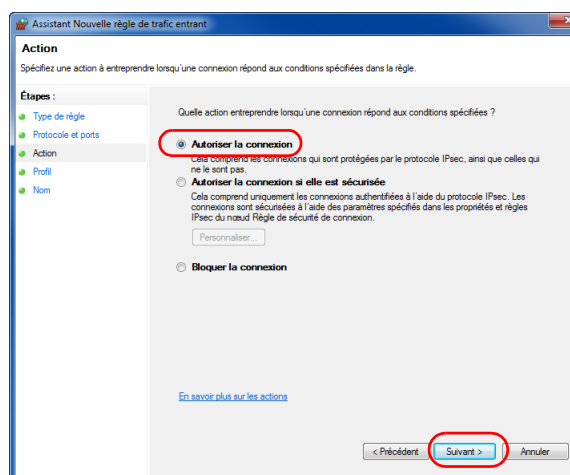 Assistant Nouvelle règle de trafic entrant
Action
Spécifiez une action à entreprendre lorsqu'une connexion répond aux conditions spécifiées dans la règle.
Étapes :
Type de règle
Protocole et ports
Action
Profil
Nom
Quelle action entreprendre lorsqu'une connexion répond aux conditions spécifiées ?
Autoriser la connexion
Cela comprend les connexions qui sont protégées par le protocole IPsec, ainsi que celles qui
ne le sont pas.
Autoriser la connexion si elle est sécurisée
Cela comprend uniquement les connexions authentifiées à l'aide du protocole IPsec. Les
connexions sont sécurisées à l'aide des paramètres spécifiés dans les propriétés et règles
IPsec du nœud Règle de sécurité de connexion.
Personnaliser...
Bloquer la connexion
En savoir plus sur les actions
< Précédent
Suivant >
Annuler